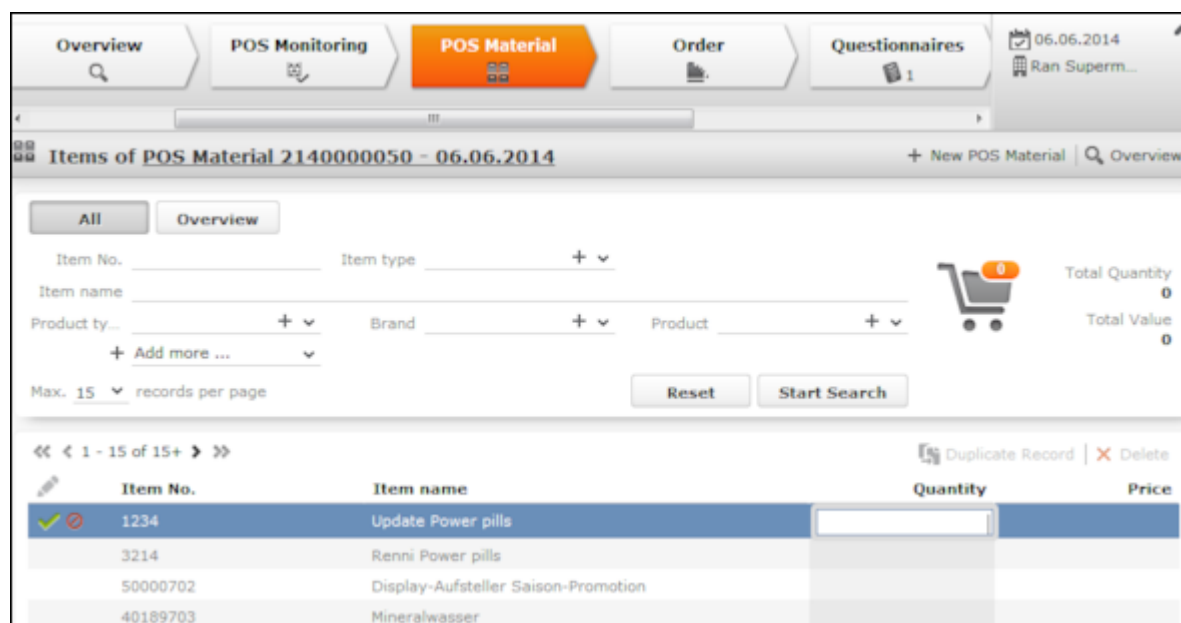 Overview
POS Monitoring
POS Material
Order
Questionnaires
1
06.06.2014
Ran Superm...
Items of POS Material 2140000050 - 06.06.2014
+ New POS Material
Overview
All
Overview
Item No.
Item type
Item name
Product ty...
Brand
Product
+ Add more ...
Max. 15 records per page
Reset
Start Search
0
Total Quantity
0
Total Value
0
1 - 15 of 15+
Duplicate Record
Delete
Item No. Item name Quantity Price
1234 Update Power pills
3214 Renni Power pills
50000702 Display-Aufsteller Saison-Promotion
40189703 Mineralwasser